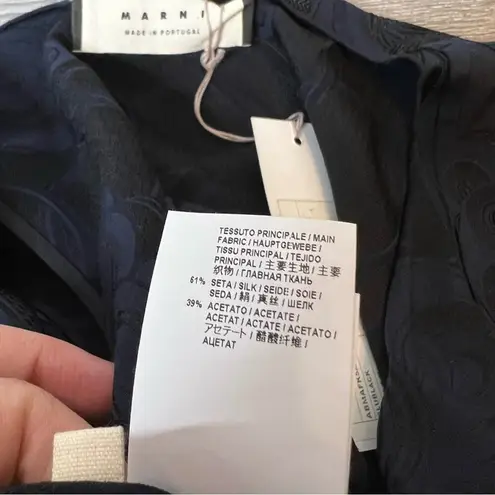 MARNI
MADE IN PORTUGAL
TESSUTO PRINCIPALE / MAIN
FABRIC / HAUPTGEWEBE /
TISSU PRINCIPAL / TEJIDO
PRINCIPAL / 主要生地 / 主要
织物 / ГЛАВНАЯ ТКАНЬ
61% SETA / SILK / SEIDE / SOIE /
SEDA / 絹 / 真丝 / ШЕЛК
39% ACETATO / ACETATE /
ACETAT / ACTATE / ACETATO /
アセテート / 醋酸纤维 /
АЦЕТАТ